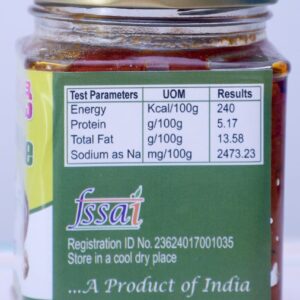 Test Parameters UOM Results
Energy Kcal/100g 240
Protein g/100g 5.17
Total Fat g/100g 13.58
Sodium as Na mg/100g 2473.23
fssai
Registration ID No. 23624017001035
Store in a cool dry place
...A Product of India